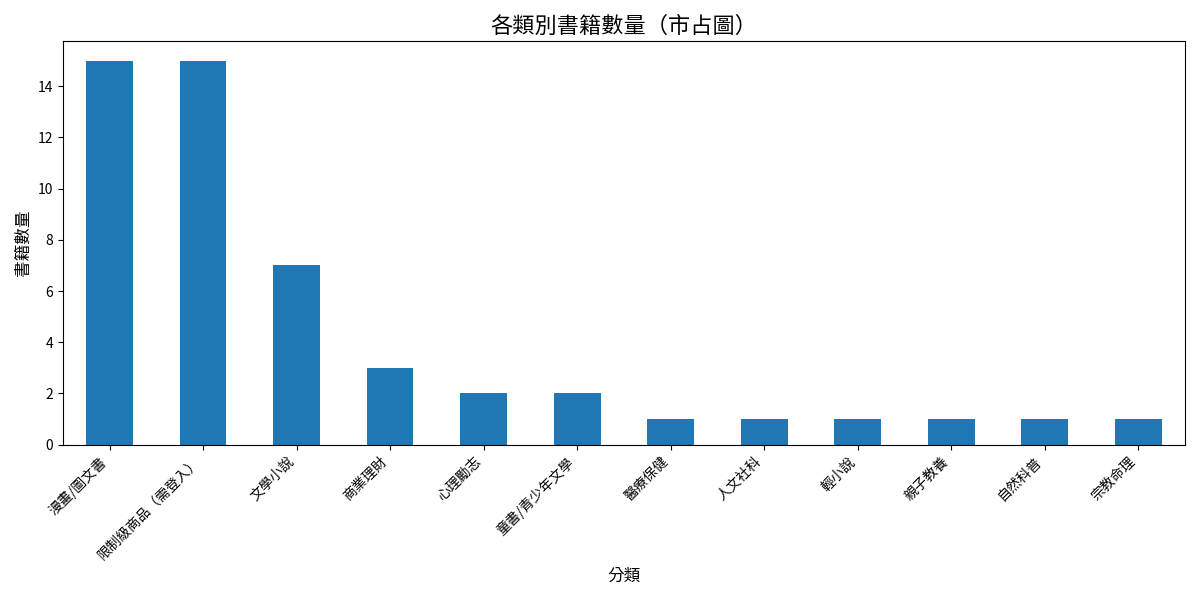 各類別書籍數量（市占圖）
書籍數量
14
12
10
8
6
4
2
0
漫畫/圖文書
限制級商品（需登入）
文學小說
商業理財
心理勵志
童書/青少年文學
醫療保健
人文社科
輕小說
親子教養
自然科普
宗教命理
分類